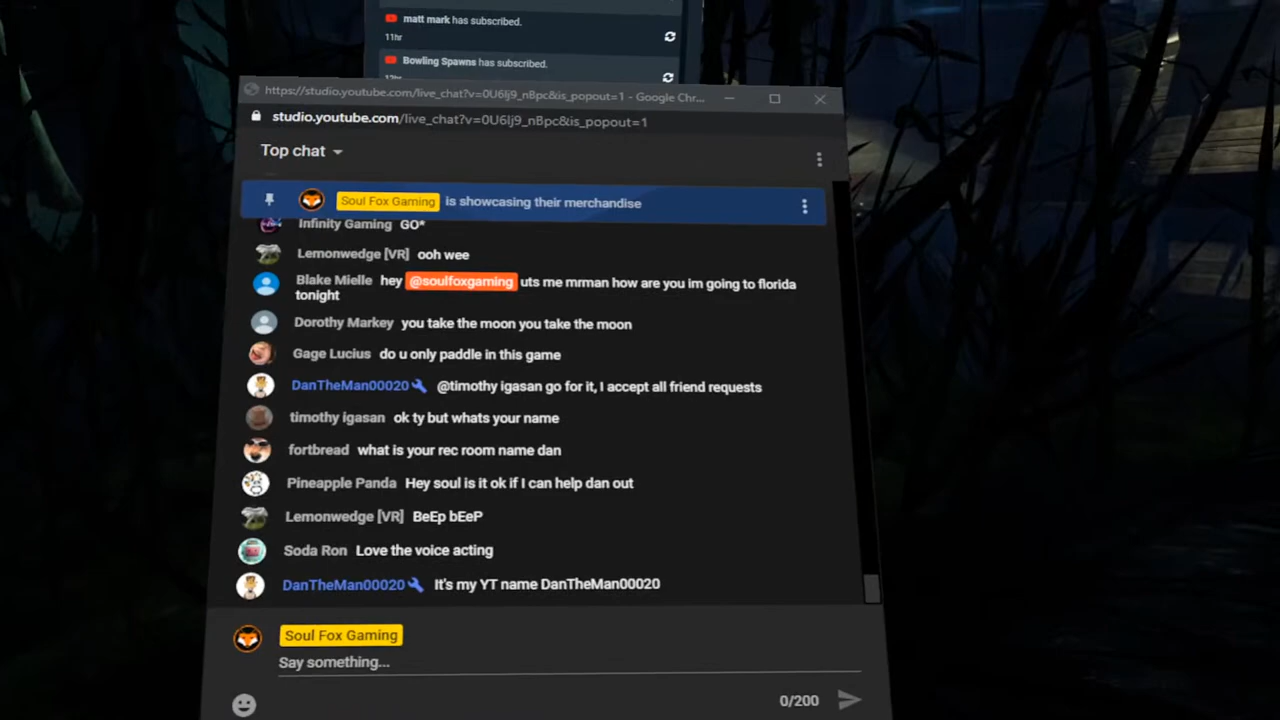 matt mark has subscribed.
11hr
Bowling Spawns has subscribed.
https://studio.youtube.com/live_chat?v=0U6lj9_nBpc&is_popout=1 - Google Chr...
studio.youtube.com/live_chat?v=0U6lj9_nBpc&is_popout=1
Top chat
Soul Fox Gaming is showcasing their merchandise
Infinity Gaming GO*
Lemonwedge [VR] ooh wee
Blake Mielle hey @soulfoxgaming uts me mrman how are you im going to florida
tonight
Dorothy Markey you take the moon you take the moon
Gage Lucius do u only paddle in this game
DanTheMan00020 @timothy igasan go for it, I accept all friend requests
timothy igasan ok ty but whats your name
fortbread what is your rec room name dan
Pineapple Panda Hey soul is it ok if I can help dan out
Lemonwedge [VR] BeEp bEeP
Soda Ron Love the voice acting
DanTheMan00020 It's my YT name DanTheMan00020
Soul Fox Gaming
Say something...
0/200